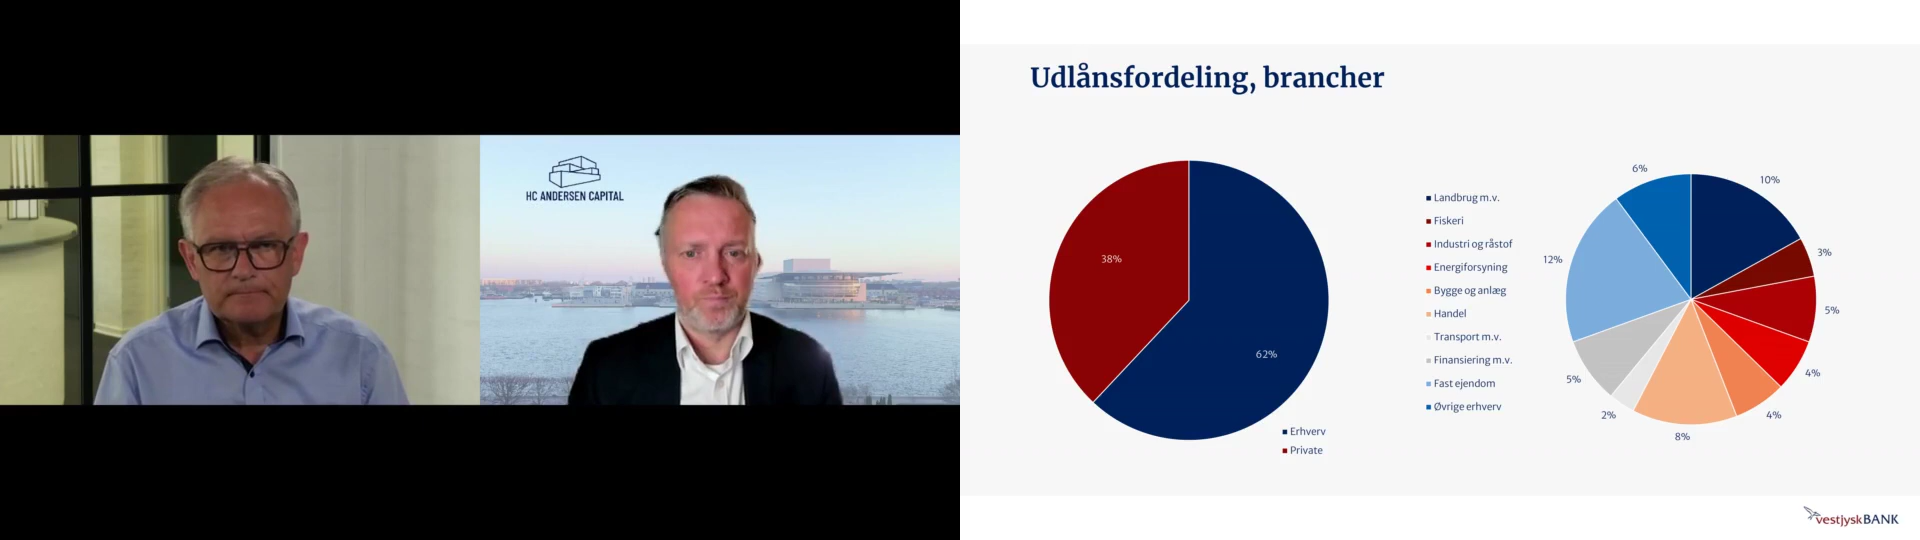 HC ANDERSEN CAPITAL
Udlånsfordeling, brancher
38%
62%
Erhverv
Private
Landbrug m.v.
Fiskeri
Industri og råstof
Energiforsyning
Bygge og anlæg
Handel
Transport m.v.
Finansiering m.v.
Fast ejendom
Øvrige erhverv
6%
10%
3%
12%
5%
4%
5%
4%
2%
8%
vestjyskBANK